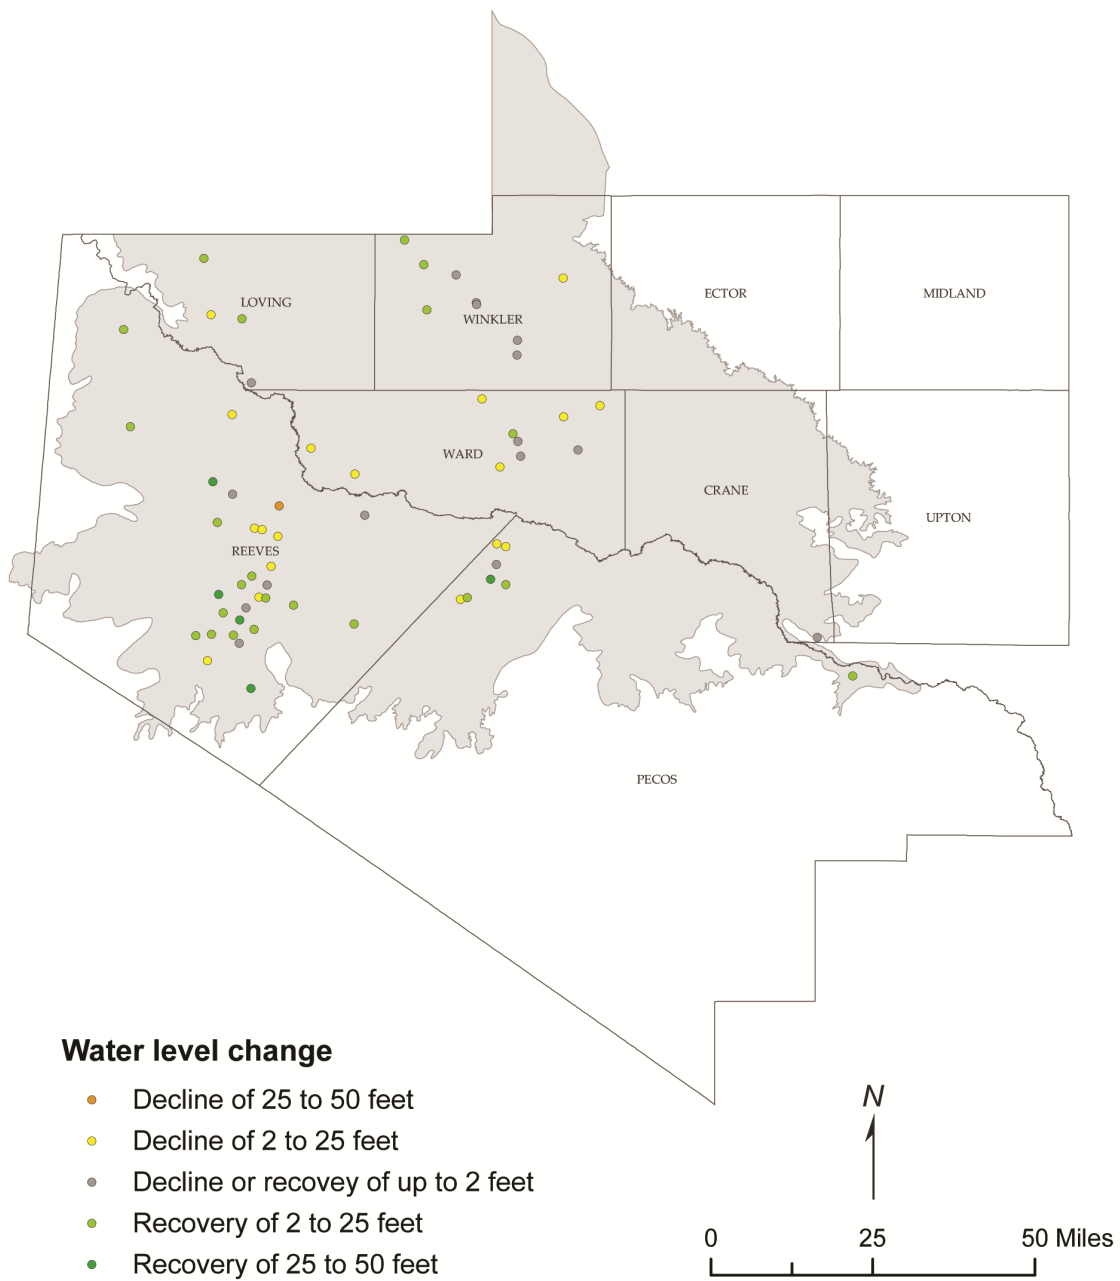 LOVING
WINKLER
ECTOR
MIDLAND
WARD
CRANE
UPTON
REEVES
PECOS
Water level change
Decline of 25 to 50 feet
Decline of 2 to 25 feet
Decline or recovey of up to 2 feet
Recovery of 2 to 25 feet
Recovery of 25 to 50 feet
N
0 25 50 Miles